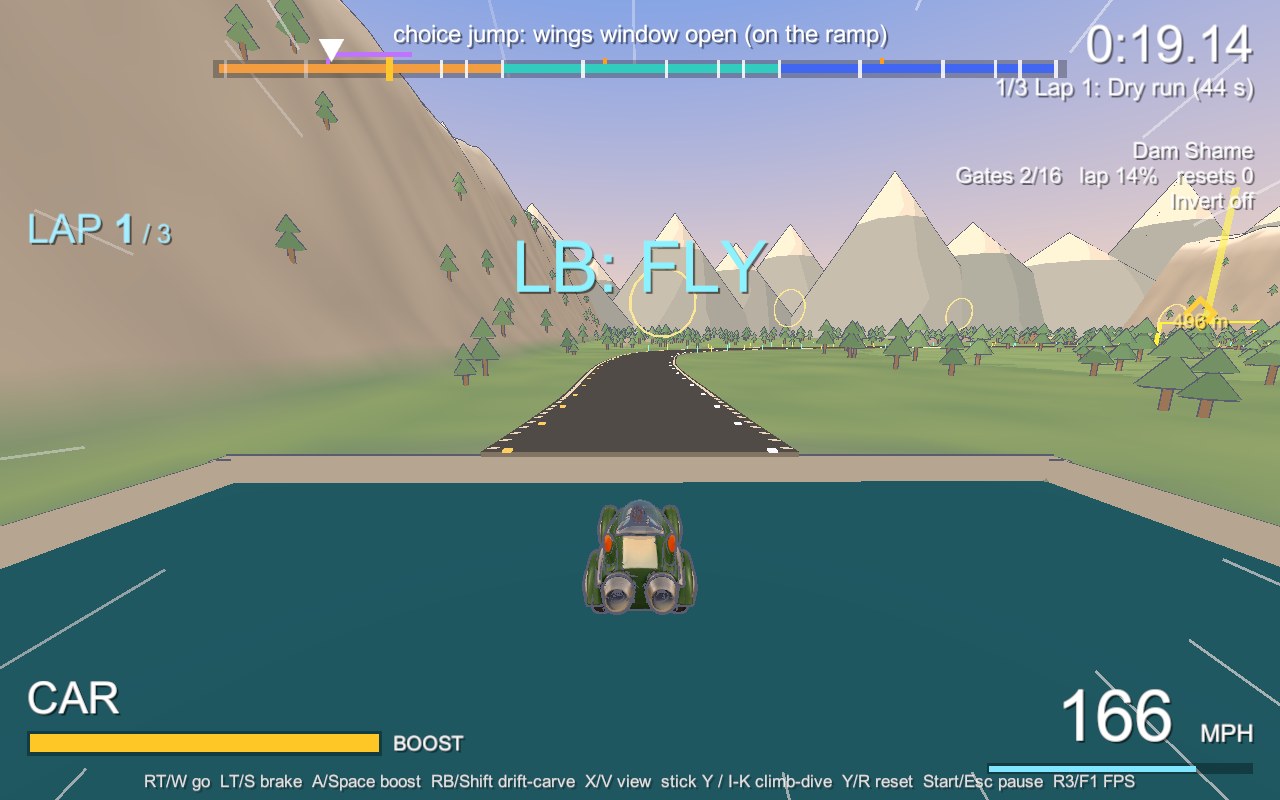 choice jump: wings window open (on the ramp)
0:19.14
1/3 Lap 1: Dry run (44 s)
Dam Shame
Gates 2/16 lap 14% resets 0
Invert off
LAP 1 / 3
LB: FLY
496 m
CAR
BOOST
166 MPH
RT/W go LT/S brake A/Space boost RB/Shift drift-carve X/V view stick Y / I-K climb-dive Y/R reset Start/Esc pause R3/F1 FPS